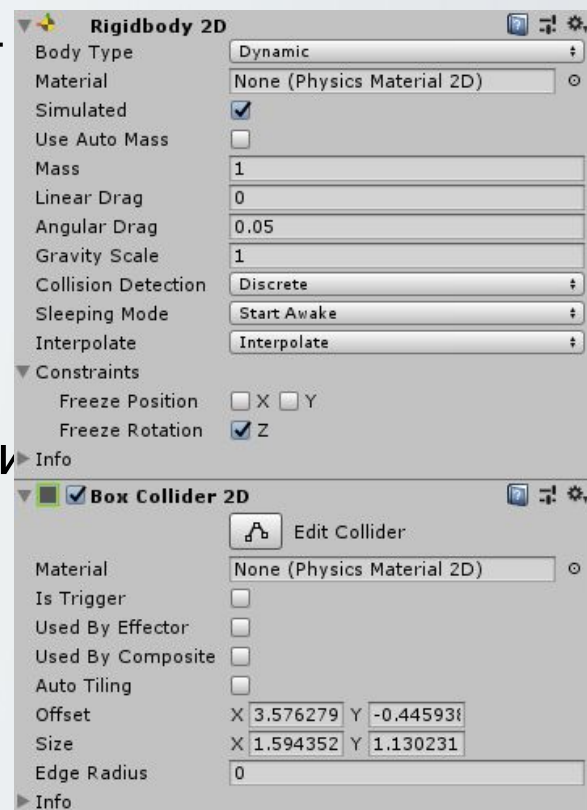 Rigidbody 2D
Body Type Dynamic
Material None (Physics Material 2D)
Simulated
Use Auto Mass
Mass 1
Linear Drag 0
Angular Drag 0.05
Gravity Scale 1
Collision Detection Discrete
Sleeping Mode Start Awake
Interpolate Interpolate
Constraints
Freeze Position X Y
Freeze Rotation Z
Info
Box Collider 2D
Edit Collider
Material None (Physics Material 2D)
Is Trigger
Used By Effector
Used By Composite
Auto Tiling
Offset X 3.576279 Y -0.44593
Size X 1.594352 Y 1.130231
Edge Radius 0
Info